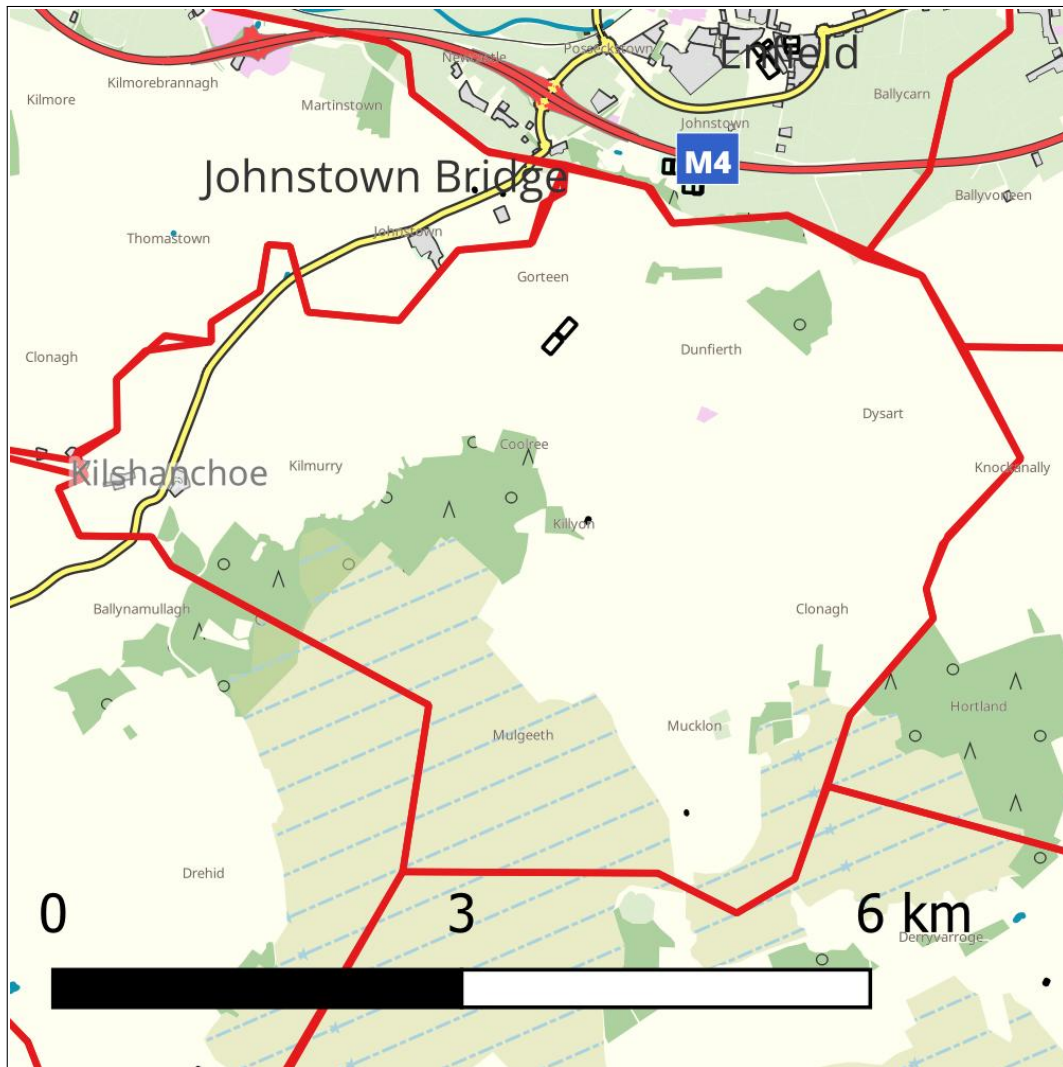 Enfield
Possecktown
Newcastle
Kilmorebrannagh
Kilmore
Martinstown
Ballycarn
Johnstown
M4
Johnstown Bridge
Ballyvoneen
Thomastown
Johnstown
Gorteen
Clonagh
Dunfierth
Dysart
Coolree
Kilshanchoe
Kilmurry
Knockanally
Killyon
Ballynamullagh
Clonagh
Hortland
Mulgeeth
Mucklon
Drehid
0 3 6 km
Derryvarroge